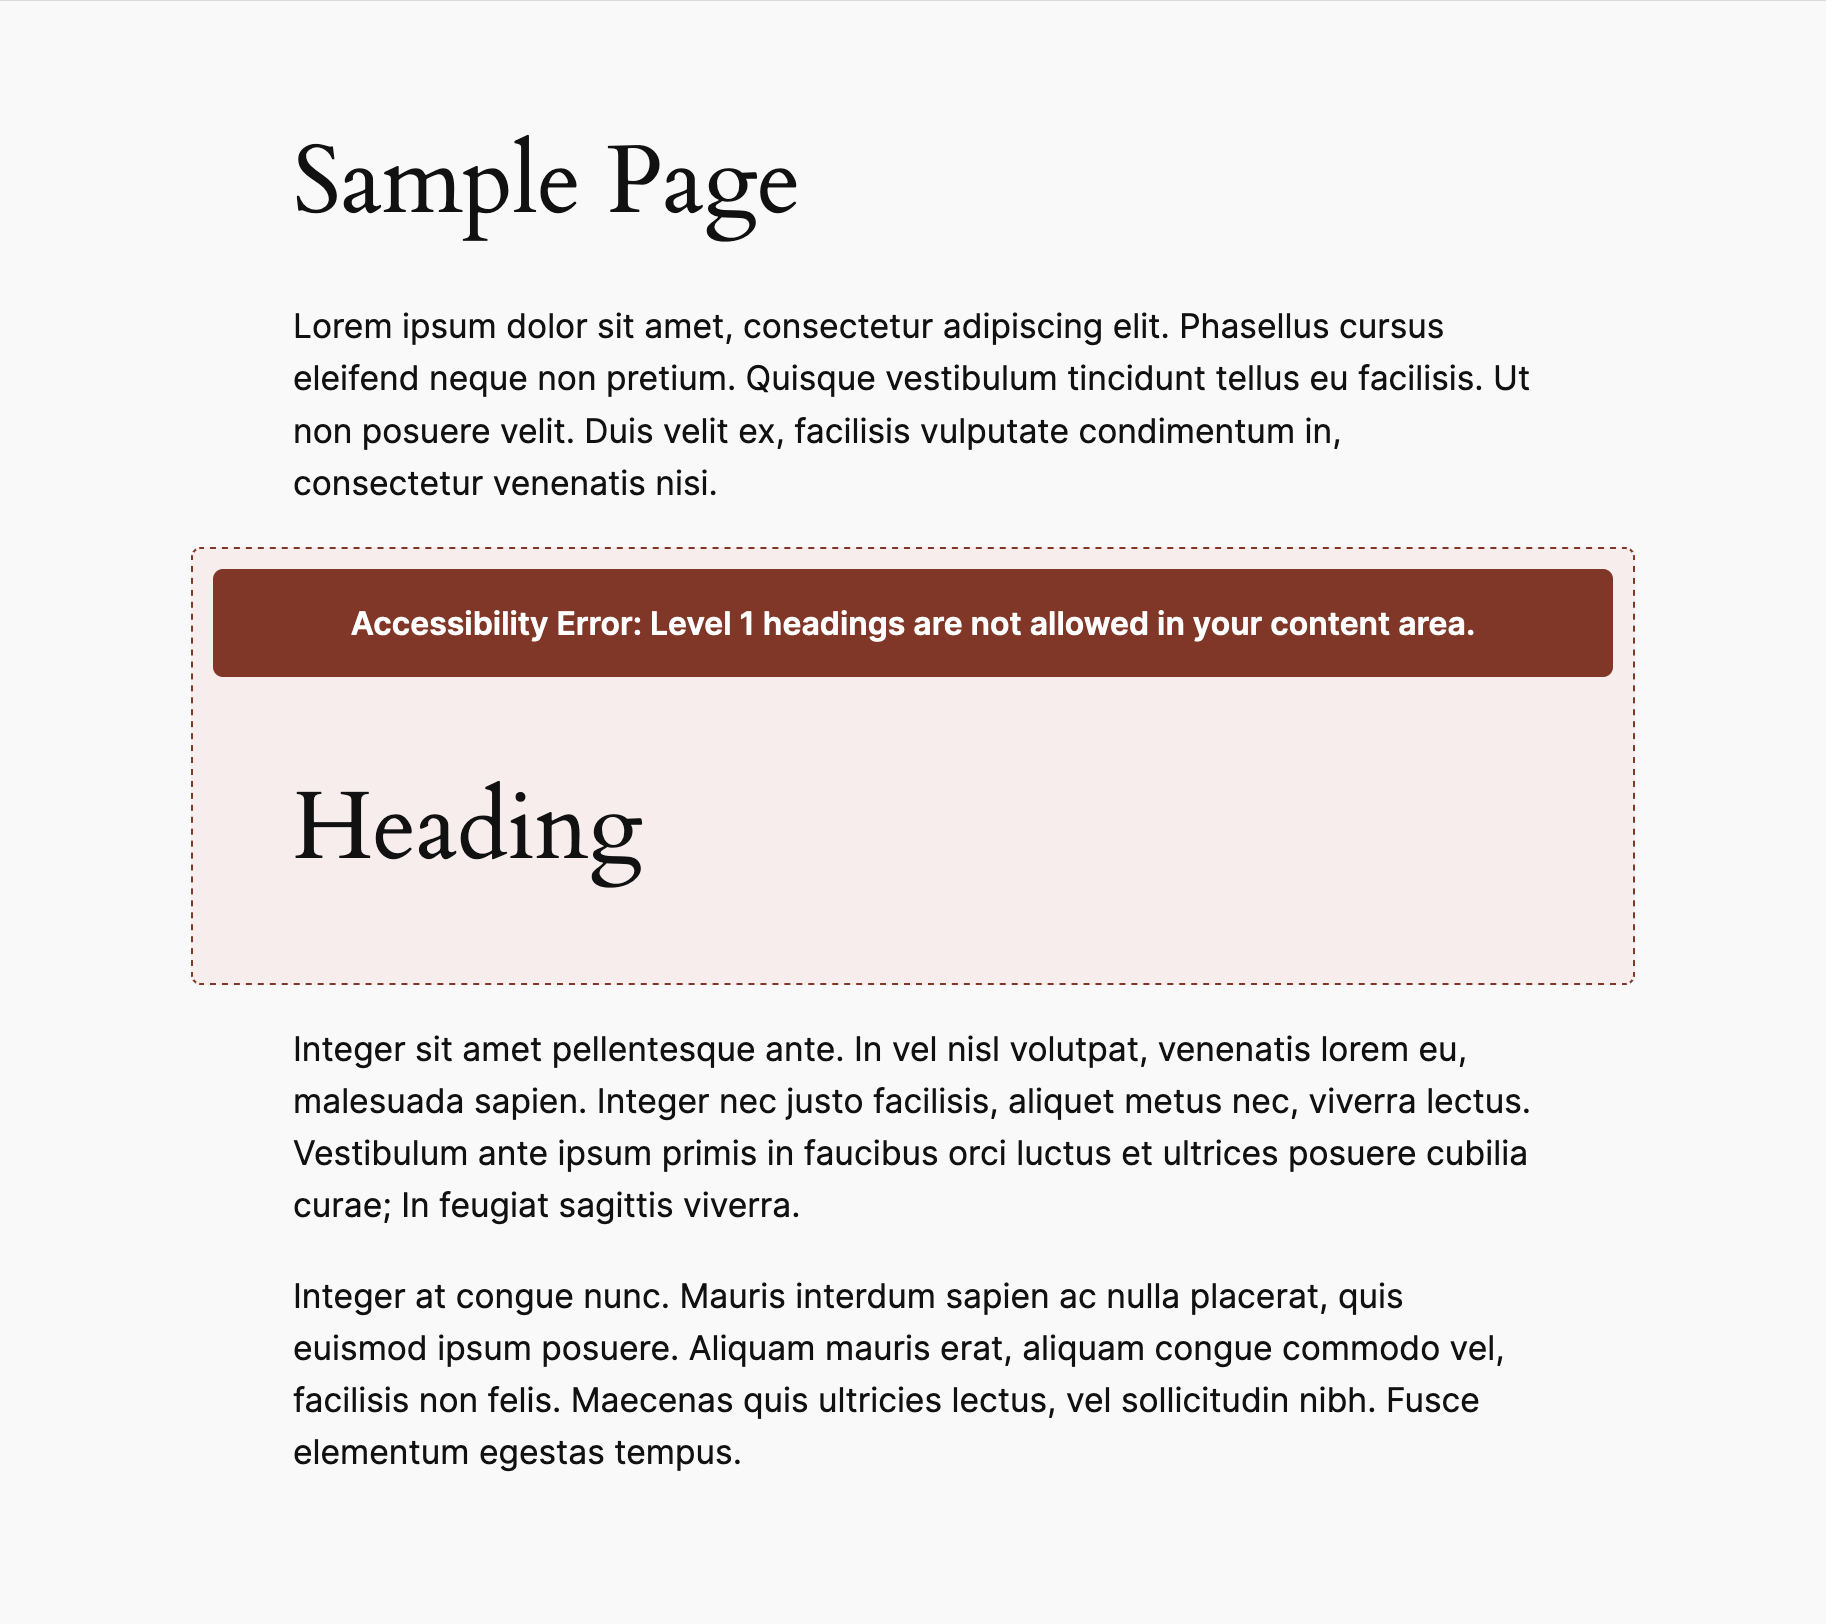 Sample Page
Lorem ipsum dolor sit amet, consectetur adipiscing elit. Phasellus cursus
eleifend neque non pretium. Quisque vestibulum tincidunt tellus eu facilisis. Ut
non posuere velit. Duis velit ex, facilisis vulputate condimentum in,
consectetur venenatis nisi.
Accessibility Error: Level 1 headings are not allowed in your content area.
Heading
Integer sit amet pellentesque ante. In vel nisl volutpat, venenatis lorem eu,
malesuada sapien. Integer nec justo facilisis, aliquet metus nec, viverra lectus.
Vestibulum ante ipsum primis in faucibus orci luctus et ultrices posuere cubilia
curae; In feugiat sagittis viverra.
Integer at congue nunc. Mauris interdum sapien ac nulla placerat, quis
euismod ipsum posuere. Aliquam mauris erat, aliquam congue commodo vel,
facilisis non felis. Maecenas quis ultricies lectus, vel sollicitudin nibh. Fusce
elementum egestas tempus.